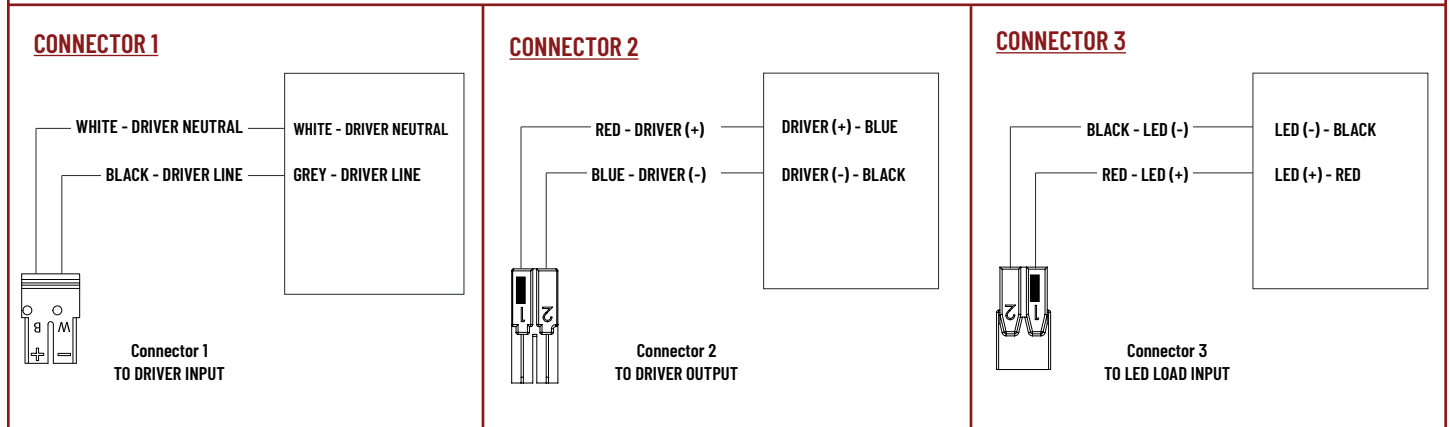 CONNECTOR 1
WHITE - DRIVER NEUTRAL
WHITE - DRIVER NEUTRAL
BLACK - DRIVER LINE
GREY - DRIVER LINE
B W
+ -
Connector 1
TO DRIVER INPUT
CONNECTOR 2
RED - DRIVER (+)
DRIVER (+) - BLUE
BLUE - DRIVER (-)
DRIVER (-) - BLACK
1 2
Connector 2
TO DRIVER OUTPUT
CONNECTOR 3
BLACK - LED (-)
LED (-) - BLACK
RED - LED (+)
LED (+) - RED
2 1
Connector 3
TO LED LOAD INPUT